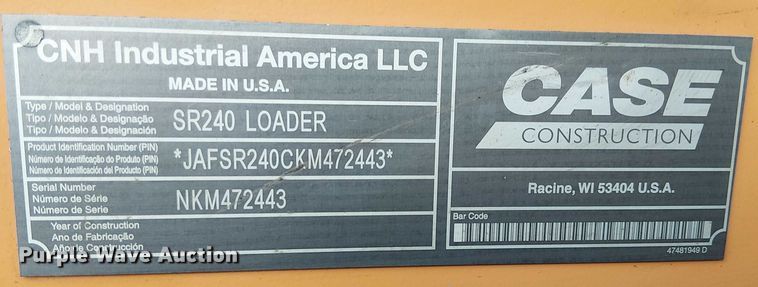 CNH Industrial America LLC
MADE IN U.S.A.
Type / Model & Designation
Tipo / Modelo & Designação
Tipo / Modelo & Designación
SR240 LOADER
Product Identification Number (PIN)
Número de Identificação do Produto (PIN)
Número de Identificación del Producto (PIN)
*JAFSR240CKM472443*
Serial Number
Número de Série
Número de Serie
NKM472443
Year of Construction
Ano de Fabricação
Año de Construcción
CASE
CONSTRUCTION
Racine, WI 53404 U.S.A.
Bar Code
47481949 D
Purple Wave Auction